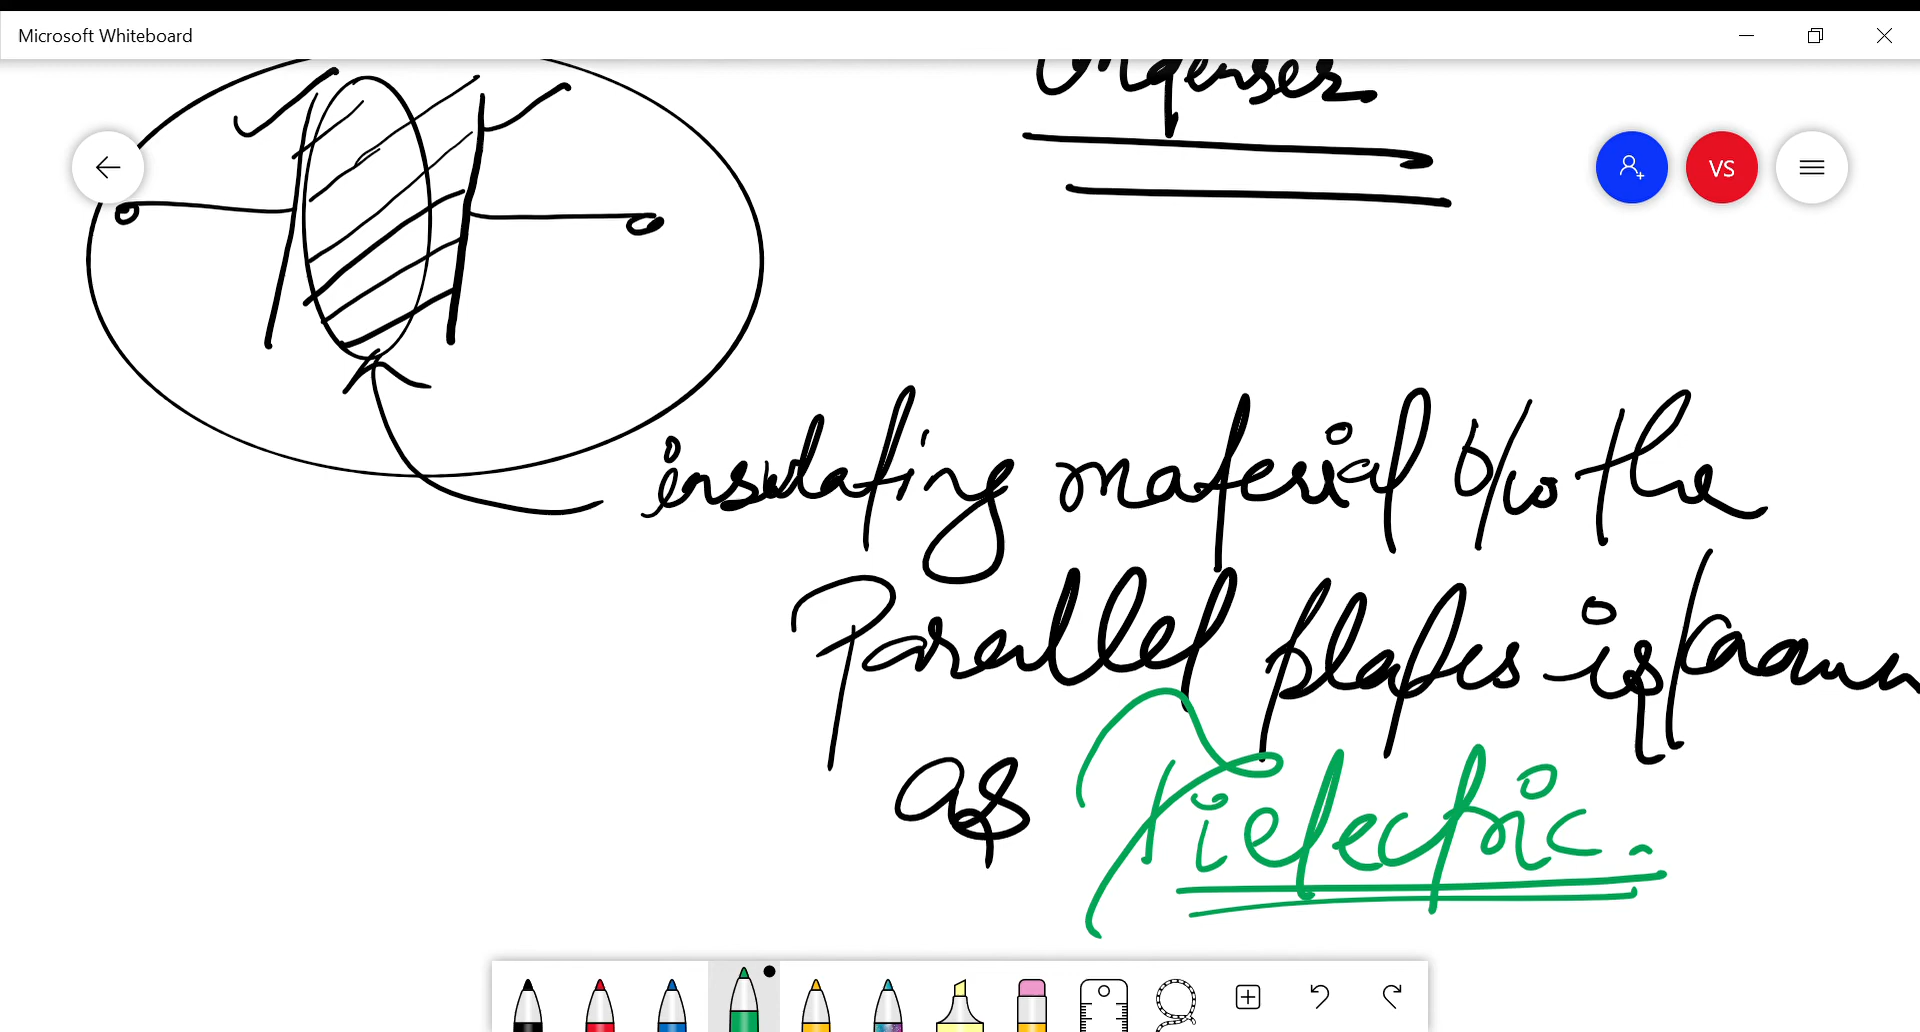 Microsoft Whiteboard
VS
insulating material b/w the
Parallel plates is known
as Dielectric.